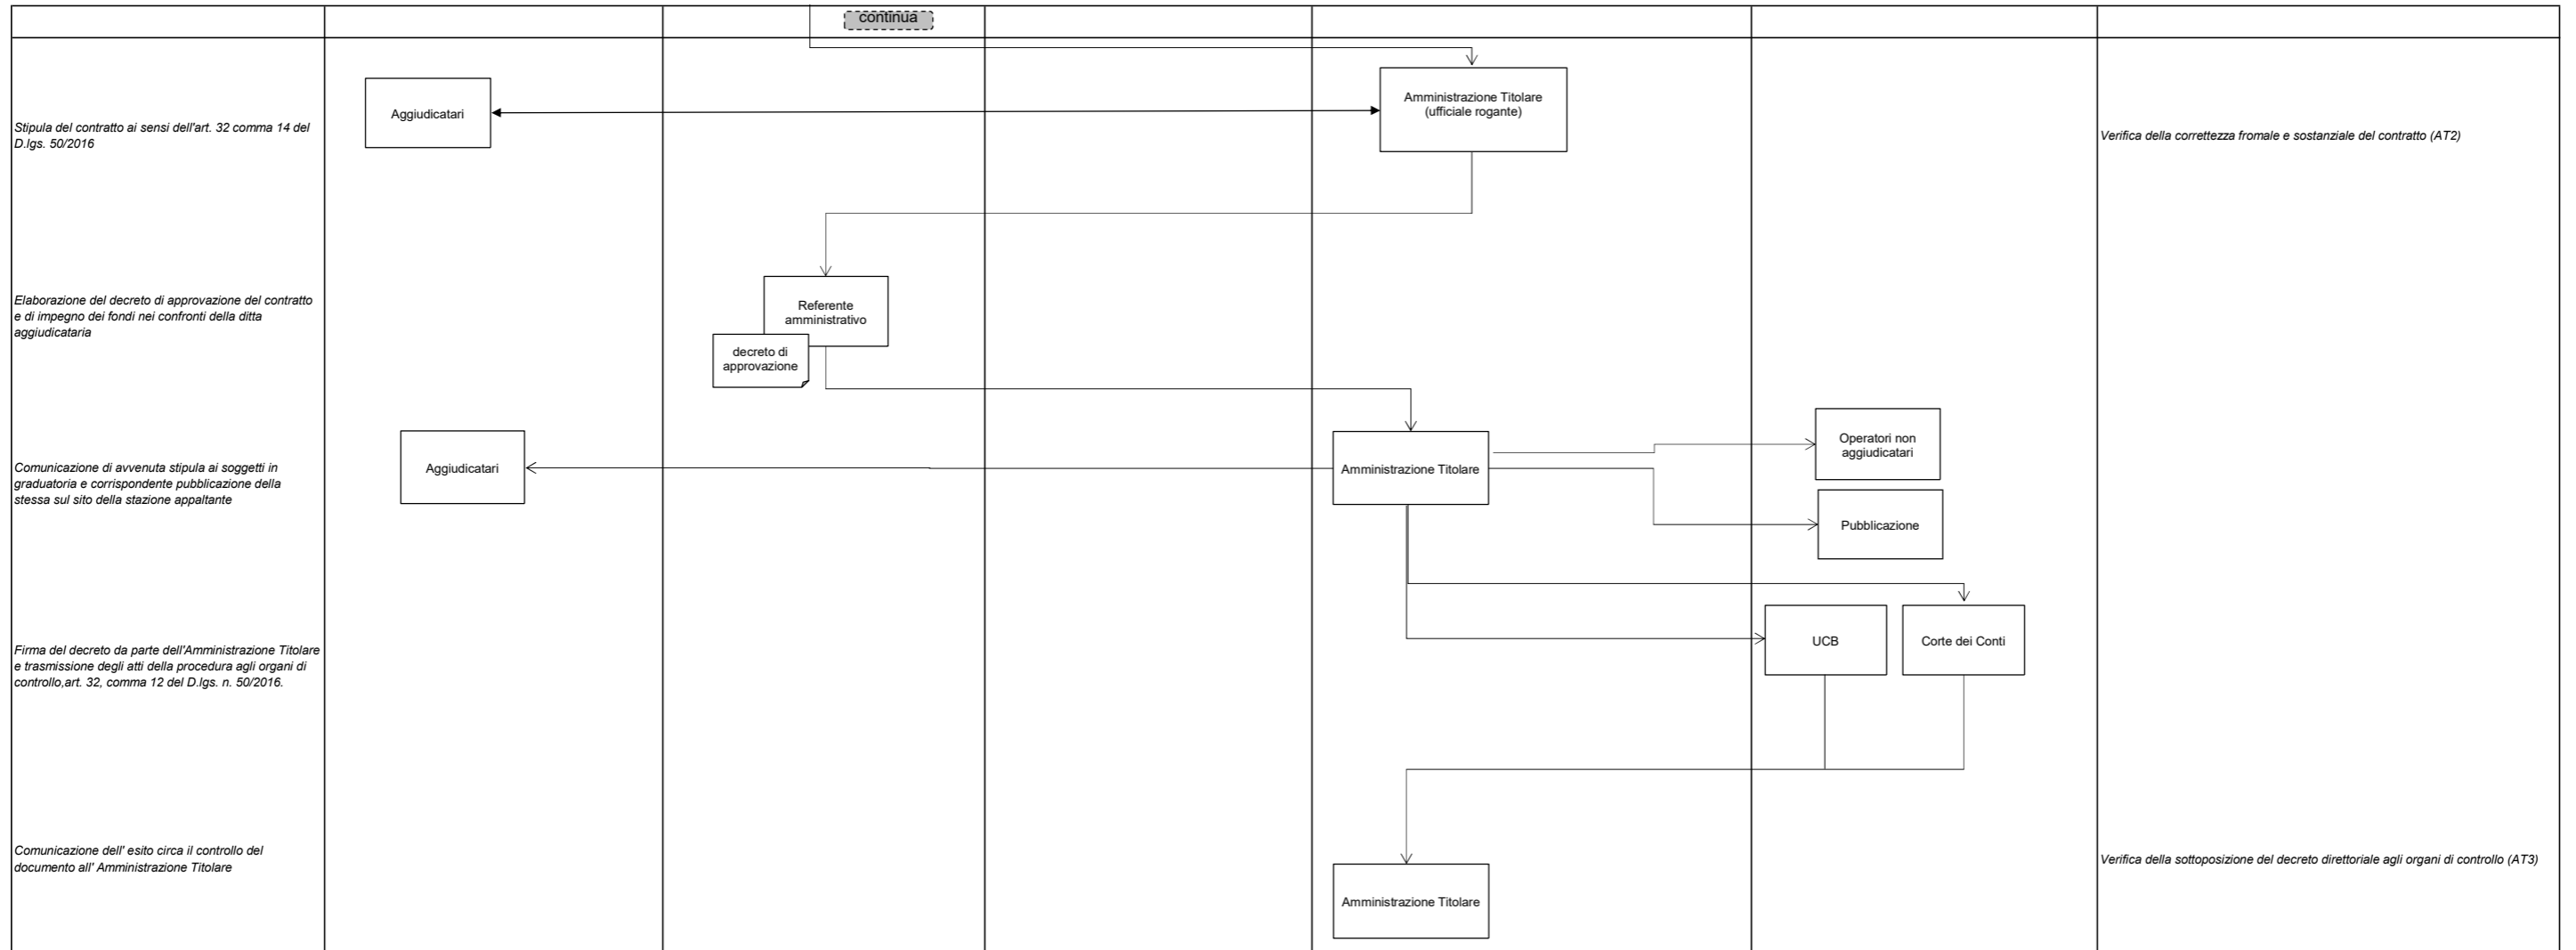 continua
Stipula del contratto ai sensi dell'art. 32 comma 14 del
D.lgs. 50/2016
Aggiudicatari
Amministrazione Titolare
(ufficiale rogante)
Verifica della correttezza fromale e sostanziale del contratto (AT2)
Elaborazione del decreto di approvazione del contratto
e di impegno dei fondi nei confronti della ditta
aggiudicataria
Referente
amministrativo
decreto di
approvazione
Comunicazione di avvenuta stipula ai soggetti in
graduatoria e corrispondente pubblicazione della
stessa sul sito della stazione appaltante
Aggiudicatari
Amministrazione Titolare
Operatori non
aggiudicatari
Pubblicazione
Firma del decreto da parte dell'Amministrazione Titolare
e trasmissione degli atti della procedura agli organi di
controllo,art. 32, comma 12 del D.lgs. n. 50/2016.
UCB
Corte dei Conti
Comunicazione dell' esito circa il controllo del
documento all' Amministrazione Titolare
Amministrazione Titolare
Verifica della sottoposizione del decreto direttoriale agli organi di controllo (AT3)